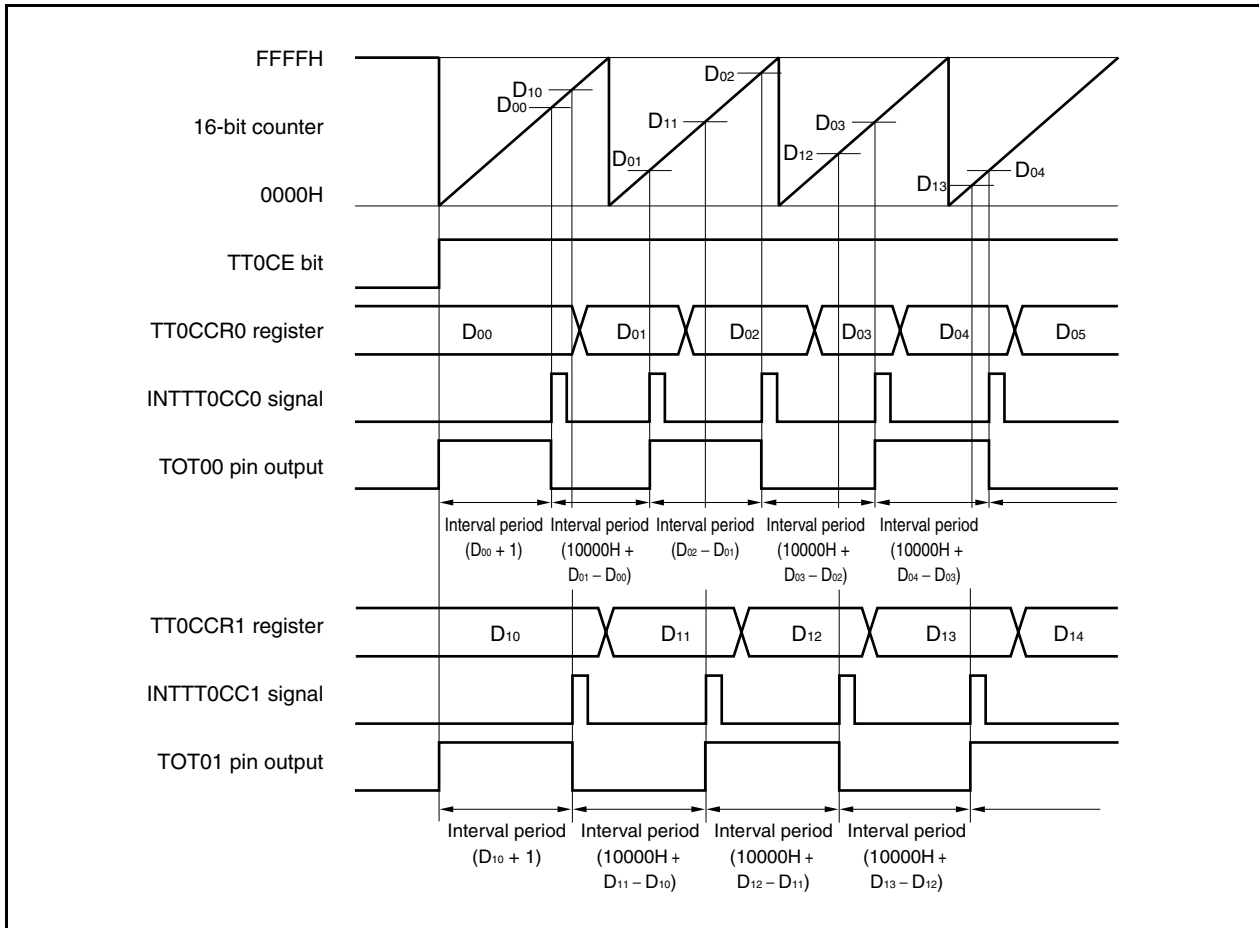 FFFFH
D10
D00
D02
16-bit counter
D11
D03
D12
D01
D04
D13
0000H
TT0CE bit
TT0CCR0 register
D00
D01
D02
D03
D04
D05
INTTT0CC0 signal
TOT00 pin output
Interval period
(D00 + 1)
Interval period
(10000H +
D01 – D00)
Interval period
(D02 – D01)
Interval period
(10000H +
D03 – D02)
Interval period
(10000H +
D04 – D03)
TT0CCR1 register
D10
D11
D12
D13
D14
INTTT0CC1 signal
TOT01 pin output
Interval period
(D10 + 1)
Interval period
(10000H +
D11 – D10)
Interval period
(10000H +
D12 – D11)
Interval period
(10000H +
D13 – D12)